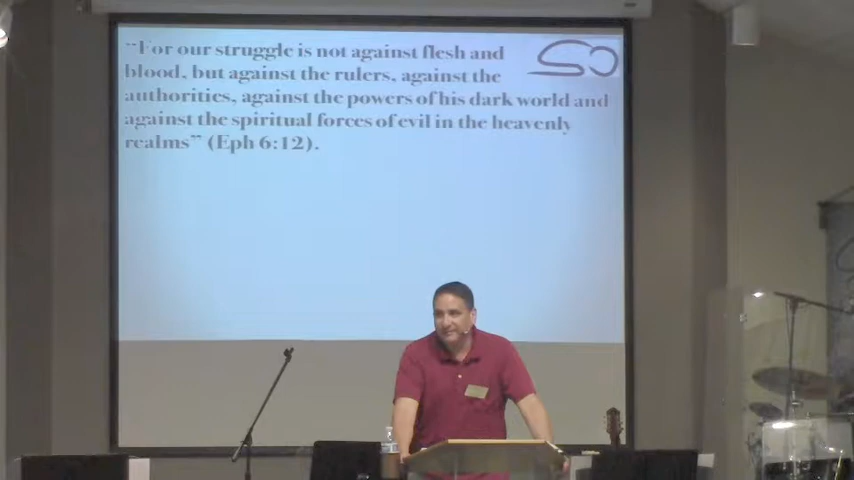 “For our struggle is not against flesh and
blood, but against the rulers, against the
authorities, against the powers of his dark world and
against the spiritual forces of evil in the heavenly
realms” (Eph 6:12).